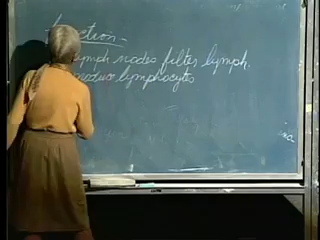 Function-
Lymph nodes filter lymph.
produce lymphocytes